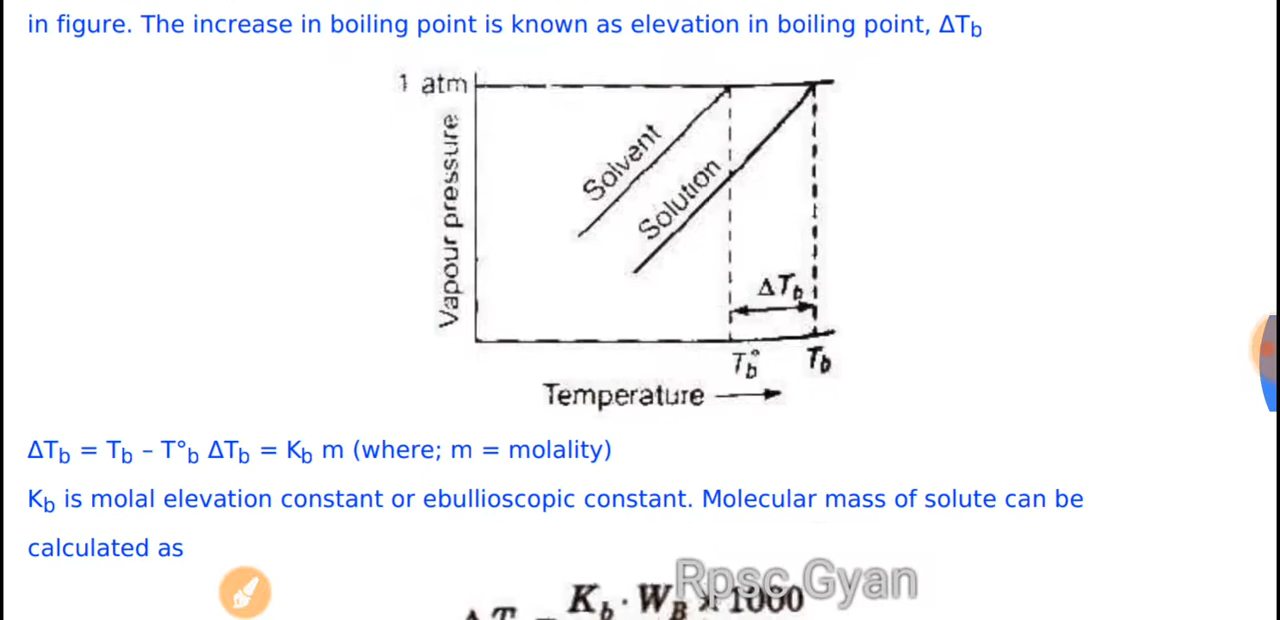 in figure. The increase in boiling point is known as elevation in boiling point, ΔTb
1 atm
Vapour pressure
Solvent
Solution
ΔTb
T°b
Tb
Temperature
ΔTb = Tb – T°b ΔTb = Kb m (where; m = molality)
Kb is molal elevation constant or ebullioscopic constant. Molecular mass of solute can be
calculated as
Rpsc Gyan
Kb · WB × 1000